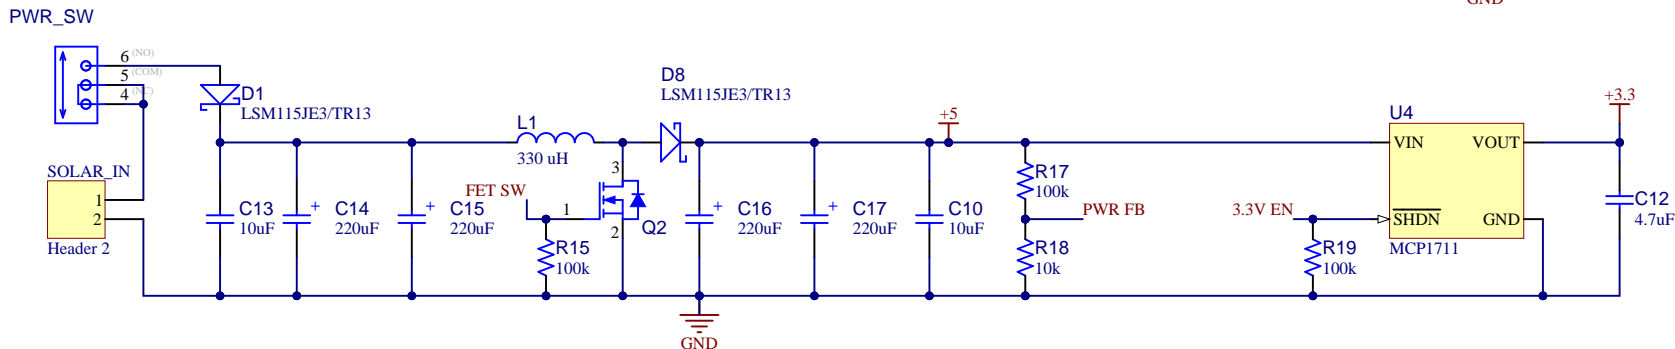 GND
PWR_SW
6 (NO)
5 (COM)
4 (NC)
D1
LSM115JE3/TR13
D8
LSM115JE3/TR13
+5
+3.3
L1
330 uH
U4
VIN
VOUT
SHDN
GND
MCP1711
SOLAR_IN
1
2
Header 2
C13
10uF
+
C14
220uF
+
C15
220uF
FET SW
1
3
2
Q2
R15
100k
+
C16
220uF
+
C17
220uF
C10
10uF
R17
100k
PWR FB
R18
10k
3.3V EN
R19
100k
C12
4.7uF
GND